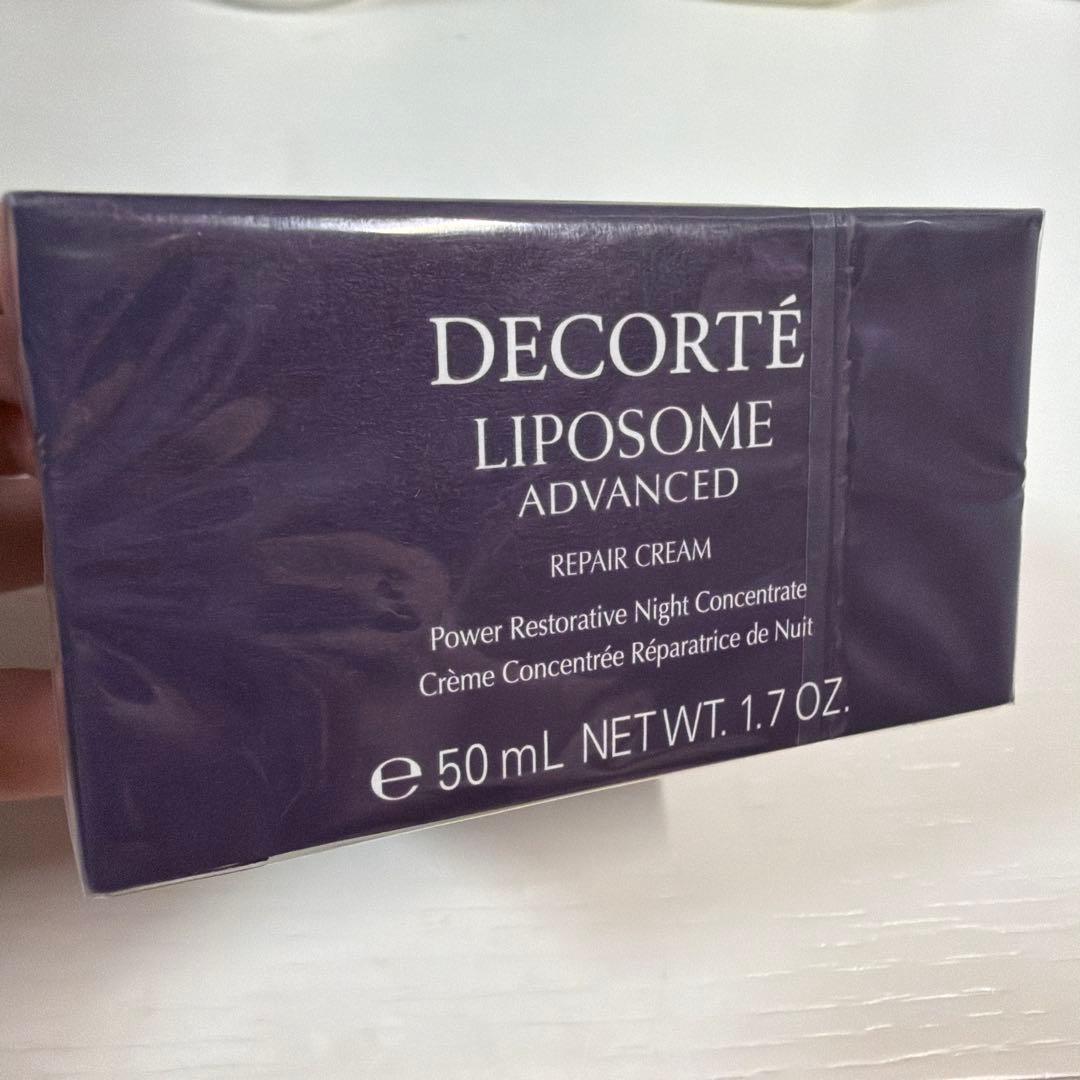 DECORTÉ
LIPOSOME
ADVANCED
REPAIR CREAM
Power Restorative Night Concentrate
Crème Concentrée Réparatrice de Nuit
℮ 50 mL NET WT. 1.7 OZ.